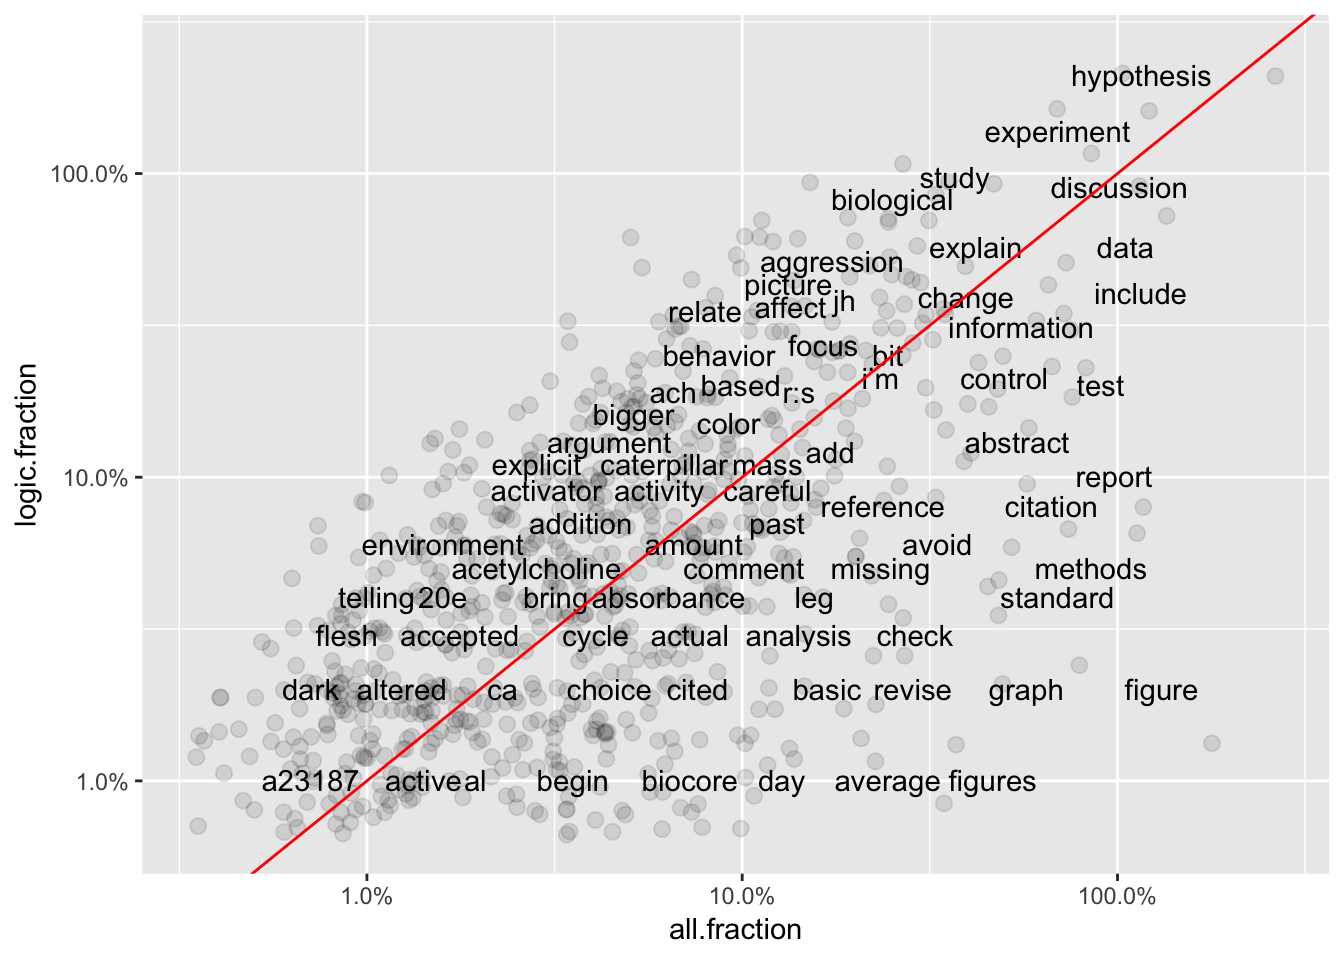 hypothesis
experiment
100.0%
study
discussion
biological
explain
data
aggression
picture
jh
change
include
relate
affect
information
behavior
focus
bit
i'm
control
test
ach
based
r:s
bigger
color
argument
add
abstract
explicit
caterpillar
mass
10.0%
report
activator
activity
careful
reference
citation
addition
past
environment
amount
avoid
acetylcholine
comment
missing
methods
telling
20e
bring
absorbance
leg
standard
flesh
accepted
cycle
actual
analysis
check
dark
altered
ca
choice
cited
basic
revise
graph
figure
1.0%
a23187
active
al
begin
biocore
day
average
figures
1.0%
10.0%
100.0%
all.fraction
logic.fraction